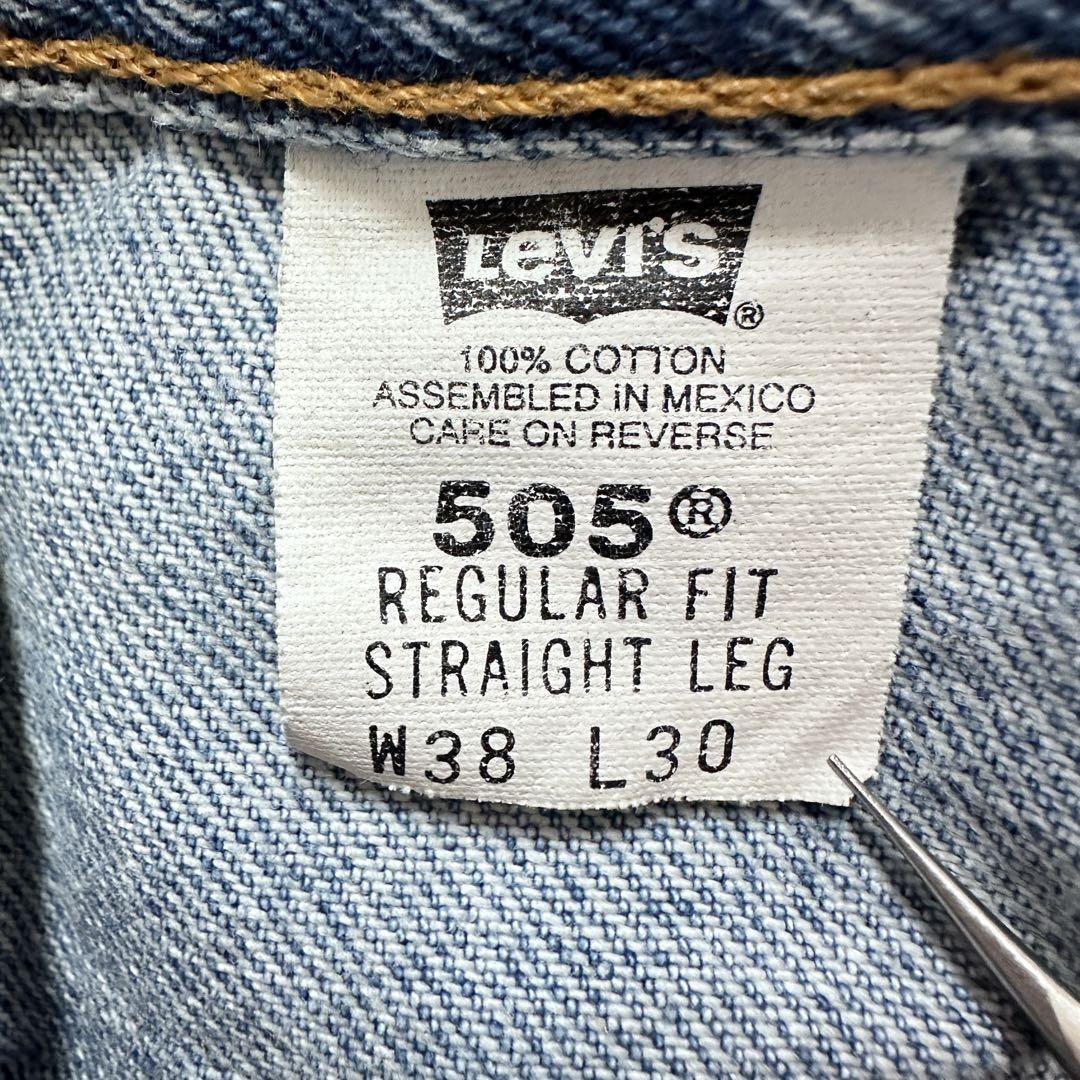 Levi's ®
100% COTTON
ASSEMBLED IN MEXICO
CARE ON REVERSE
505®
REGULAR FIT
STRAIGHT LEG
W38 L30